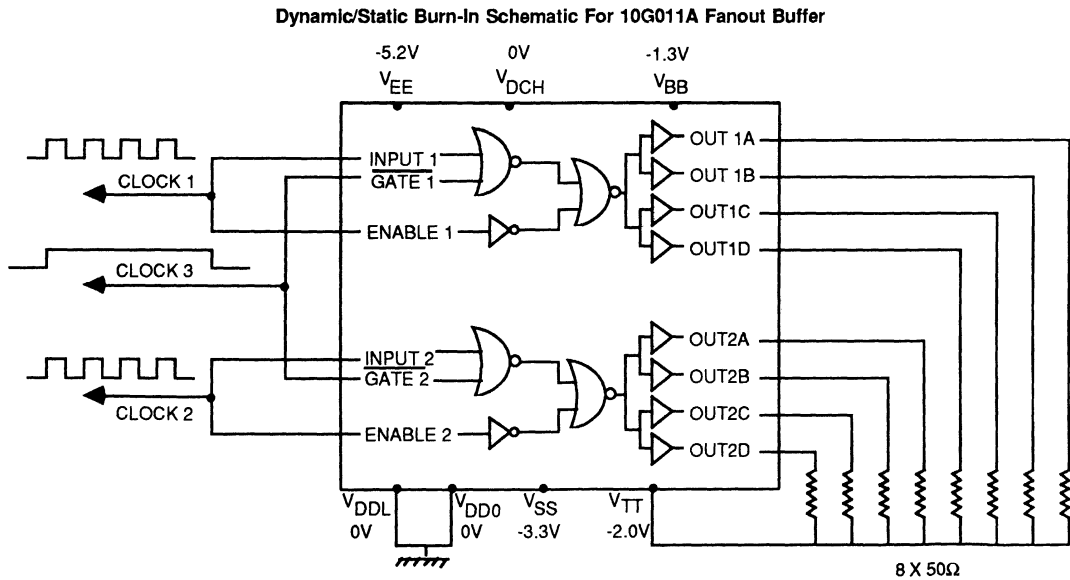 Dynamic/Static Burn-In Schematic For 10G011A Fanout Buffer
-5.2V 0V -1.3V
VEE VDCH VBB
OUT 1A
INPUT 1
CLOCK 1
GATE 1
OUT 1B
OUT1C
ENABLE 1
OUT1D
CLOCK 3
OUT2A
INPUT 2
GATE 2
OUT2B
CLOCK 2
OUT2C
ENABLE 2
OUT2D
VDDL VDD0 VSS VTT
0V 0V -3.3V -2.0V
8 X 50Ω